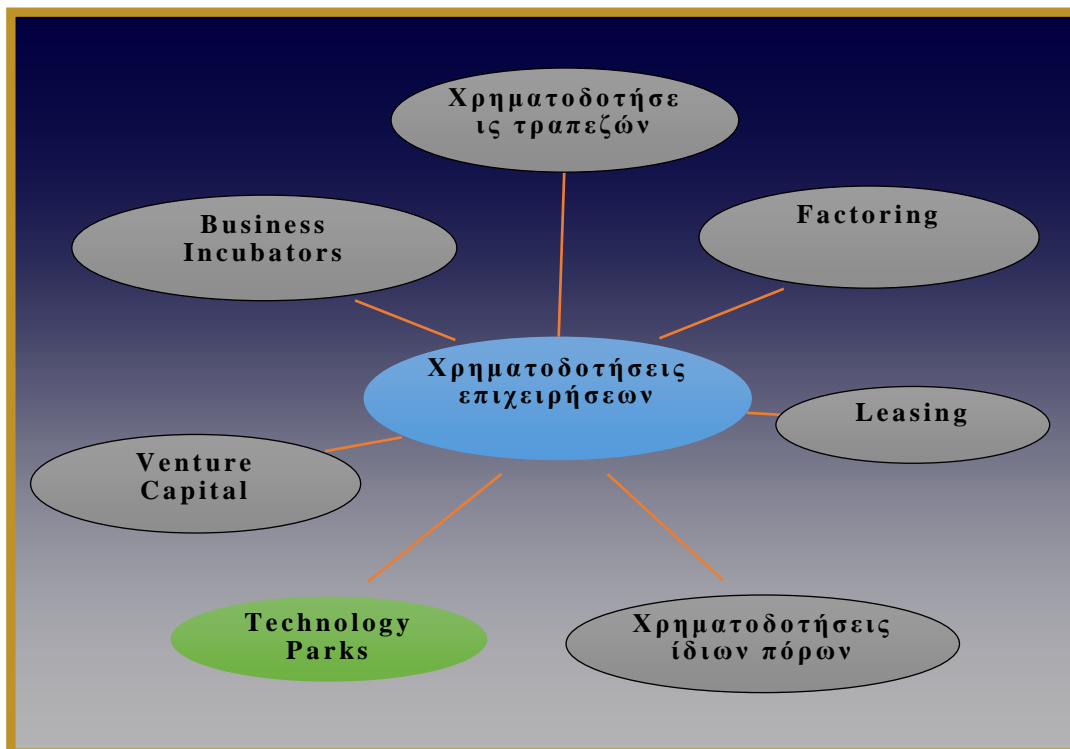 Χρηματοδοτήσε
ις τραπεζών
Business
Incubators
Factoring
Χρηματοδοτήσεις
επιχειρήσεων
Leasing
Venture
Capital
Technology
Parks
Χρηματοδοτήσεις
ίδιων πόρων